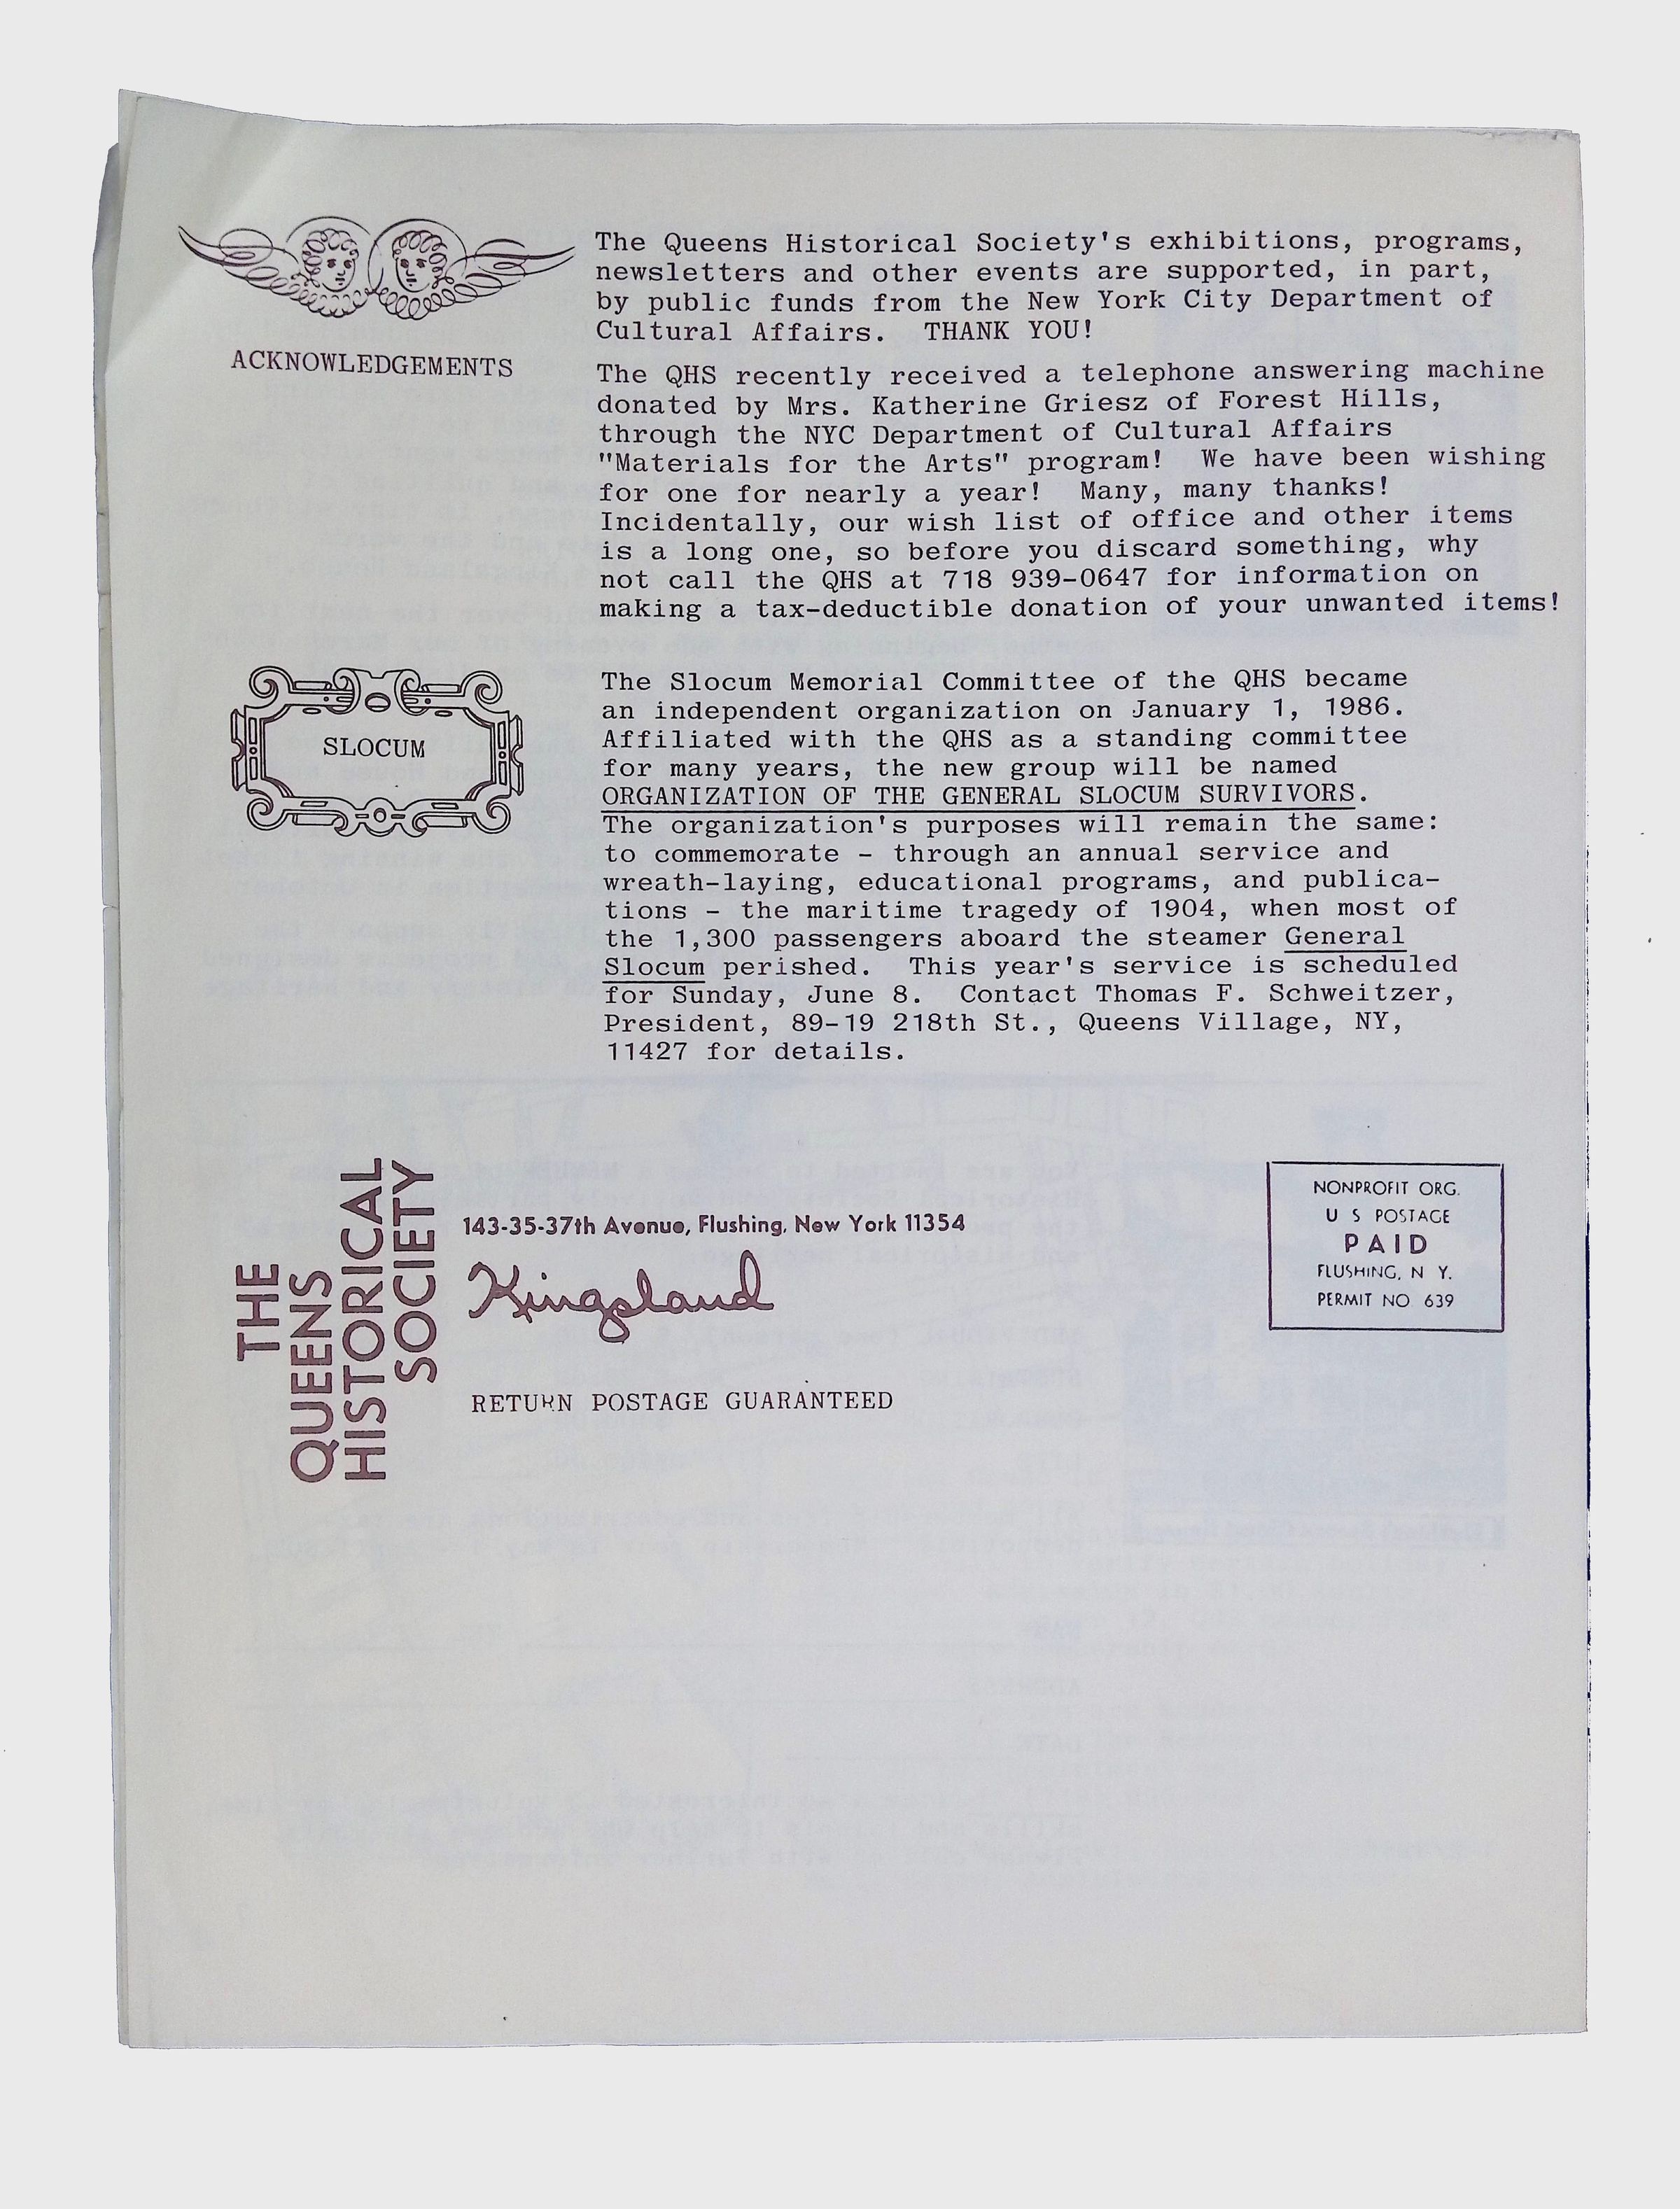 The Queens Historical Society's exhibitions, programs,
newsletters and other events are supported, in part,
by public funds from the New York City Department of
Cultural Affairs.  THANK YOU!
ACKNOWLEDGEMENTS
The QHS recently received a telephone answering machine
donated by Mrs. Katherine Griesz of Forest Hills,
through the NYC Department of Cultural Affairs
"Materials for the Arts" program!  We have been wishing
for one for nearly a year!  Many, many thanks!
Incidentally, our wish list of office and other items
is a long one, so before you discard something, why
not call the QHS at 718 939-0647 for information on
making a tax-deductible donation of your unwanted items!
SLOCUM
The Slocum Memorial Committee of the QHS became
an independent organization on January 1, 1986.
Affiliated with the QHS as a standing committee
for many years, the new group will be named
ORGANIZATION OF THE GENERAL SLOCUM SURVIVORS.
The organization's purposes will remain the same:
to commemorate - through an annual service and
wreath-laying, educational programs, and publica-
tions - the maritime tragedy of 1904, when most of
the 1,300 passengers aboard the steamer General
Slocum perished.  This year's service is scheduled
for Sunday, June 8.  Contact Thomas F. Schweitzer,
President, 89-19 218th St., Queens Village, NY,
11427 for details.
THE
QUEENS
HISTORICAL
SOCIETY
143-35-37th Avenue, Flushing, New York 11354
Kingsland
RETURN POSTAGE GUARANTEED
NONPROFIT ORG.
U S POSTAGE
PAID
FLUSHING, N Y.
PERMIT NO 639